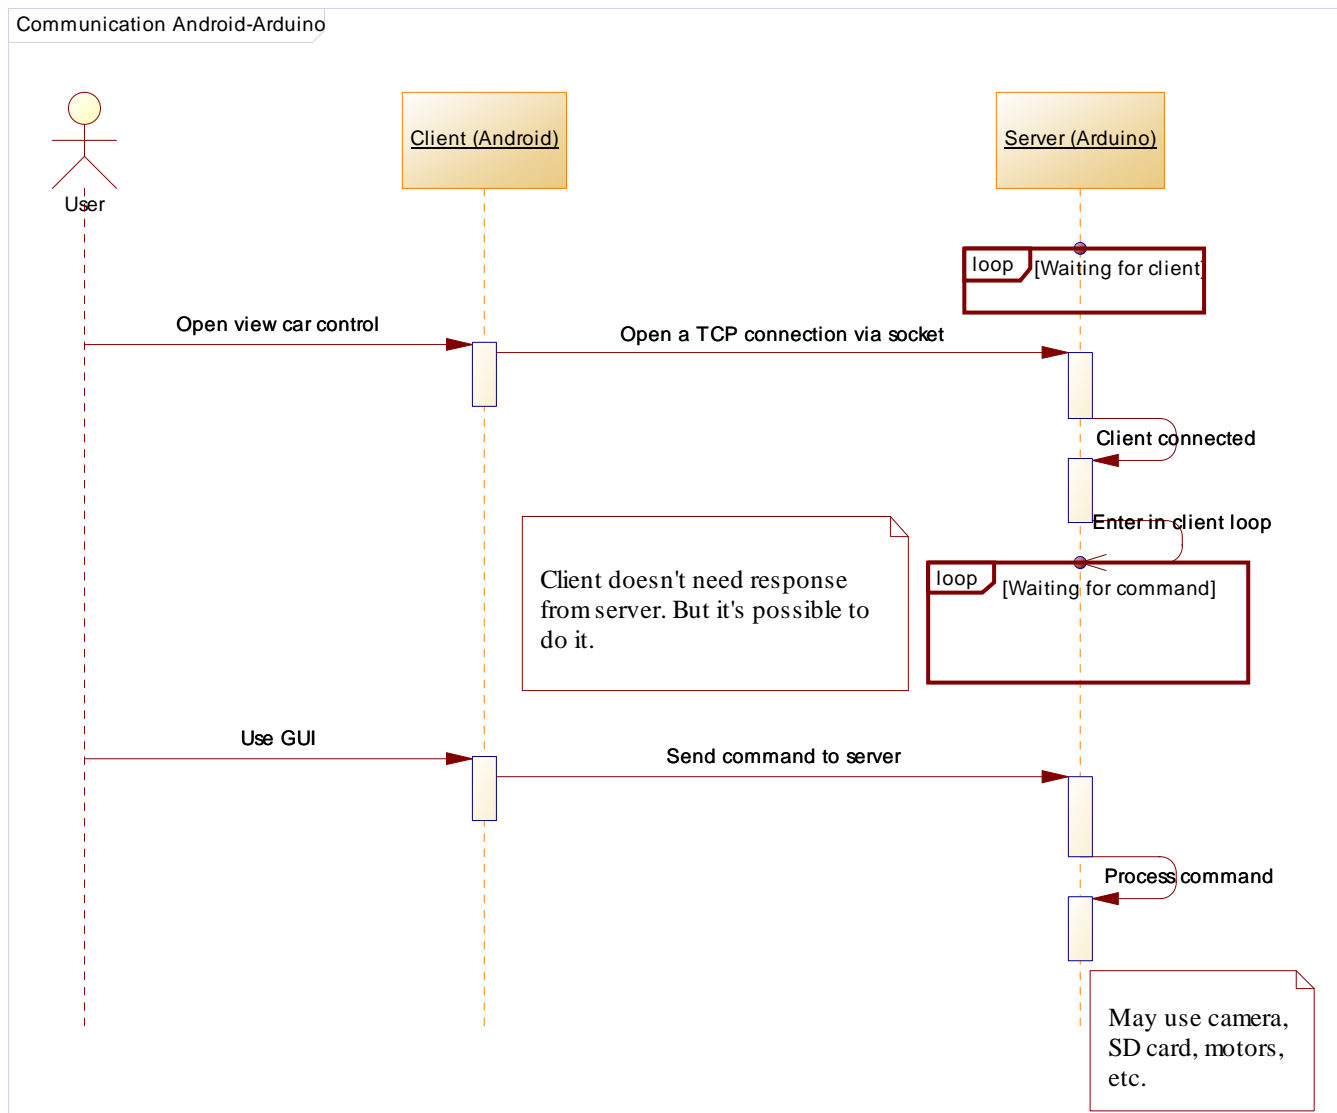 Communication Android-Arduino
Client (Android)
Server (Arduino)
User
loop
[Waiting for client]
Open view car control
Open a TCP connection via socket
Client connected
Enter in client loop
loop
[Waiting for command]
Client doesn't need response
from server. But it's possible to
do it.
Use GUI
Send command to server
Process command
May use camera,
SD card, motors,
etc.